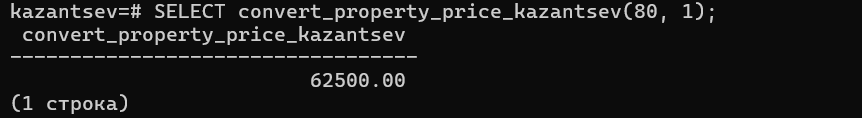 kazantsev=# SELECT convert_property_price_kazantsev(80, 1);
convert_property_price_kazantsev
----------------------------------
62500.00
(1 строка)